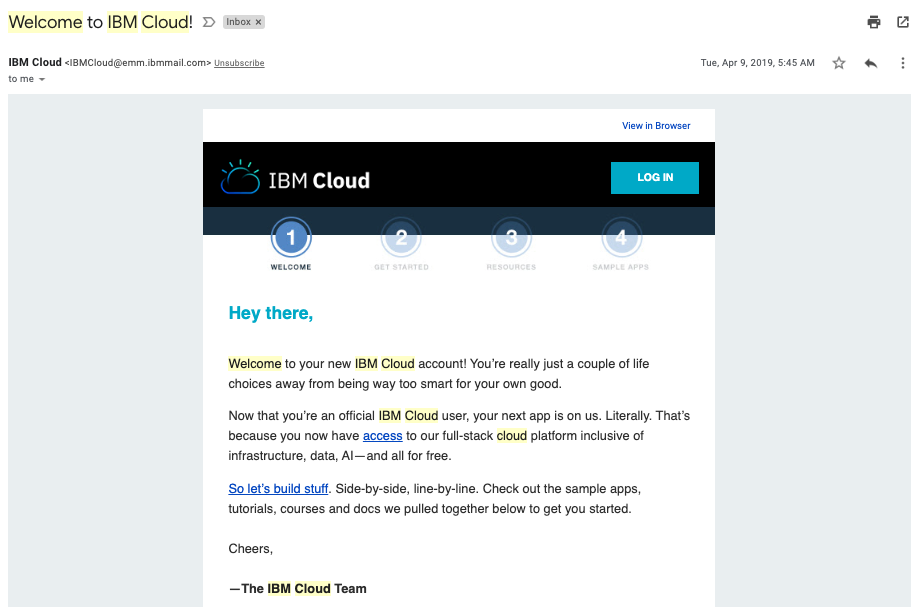 Welcome to IBM Cloud!
Inbox x
IBM Cloud <IBMCloud@emm.ibmmail.com> Unsubscribe
Tue, Apr 9, 2019, 5:45 AM
to me
View in Browser
IBM Cloud
LOG IN
1 2 3 4
WELCOME GET STARTED RESOURCES SAMPLE APPS
Hey there,
Welcome to your new IBM Cloud account! You’re really just a couple of life
choices away from being way too smart for your own good.
Now that you’re an official IBM Cloud user, your next app is on us. Literally. That’s
because you now have access to our full-stack cloud platform inclusive of
infrastructure, data, AI—and all for free.
So let’s build stuff. Side-by-side, line-by-line. Check out the sample apps,
tutorials, courses and docs we pulled together below to get you started.
Cheers,
—The IBM Cloud Team